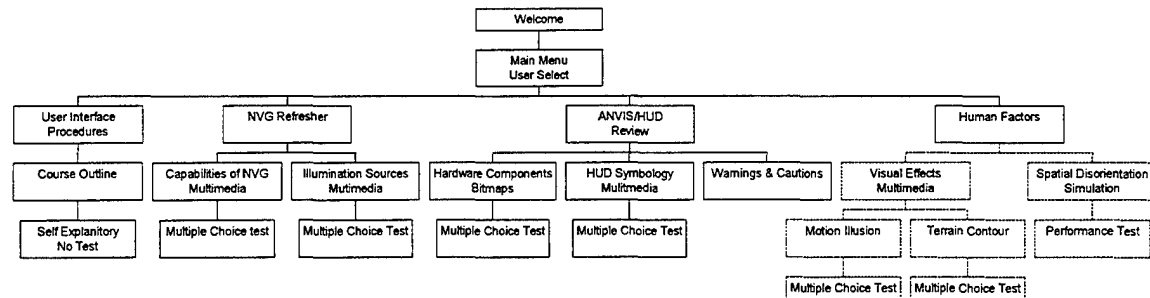 Welcome
Main Menu
User Select
User Interface
Procedures
NVG Refresher
ANVIS/HUD
Review
Human Factors
Course Outline
Capabilities of NVG
Multimedia
Illumination Sources
Mutimedia
Hardware Components
Bitmaps
HUD Symbology
Mulitmedia
Warnings & Cautions
Visual Effects
Multimedia
Spatial Disorientation
Simulation
Self Explanitory
No Test
Multiple Choice test
Multiple Choice Test
Multiple Choice Test
Multiple Choice Test
Motion Illusion
Terrain Contour
Performance Test
Multiple Choice Test
Multiple Choice Test